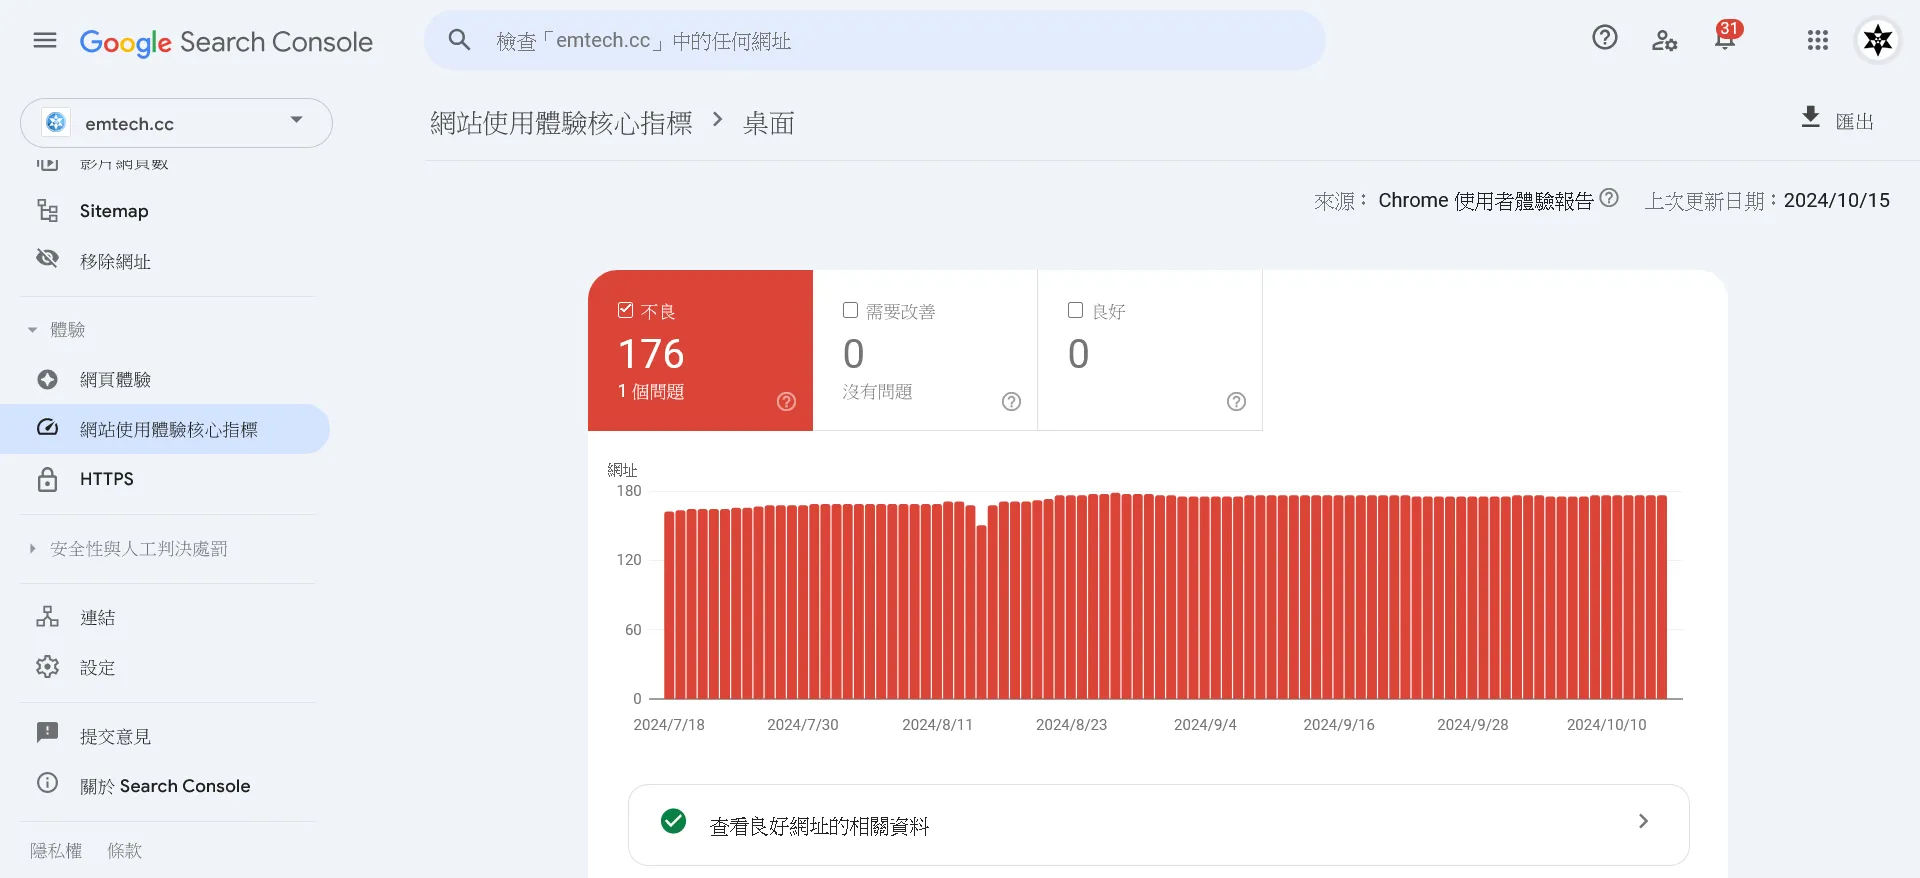 Google Search Console
檢查「emtech.cc」中的任何網址
31
emtech.cc
影片網頁數
Sitemap
移除網址
體驗
網頁體驗
網站使用體驗核心指標
HTTPS
安全性與人工判決處罰
連結
設定
提交意見
關於 Search Console
隱私權 條款
網站使用體驗核心指標 桌面
匯出
來源： Chrome 使用者體驗報告 上次更新日期：2024/10/15
不良
176
1 個問題
需要改善
0
沒有問題
良好
0
網址
180
120
60
0
2024/7/18 2024/7/30 2024/8/11 2024/8/23 2024/9/4 2024/9/16 2024/9/28 2024/10/10
查看良好網址的相關資料